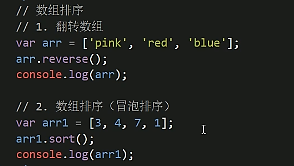 // 数组排序
// 1. 翻转数组
var arr = ['pink', 'red', 'blue'];
arr.reverse();
console.log(arr);
// 2. 数组排序（冒泡排序）
var arr1 = [3, 4, 7, 1];
arr1.sort();
console.log(arr1);